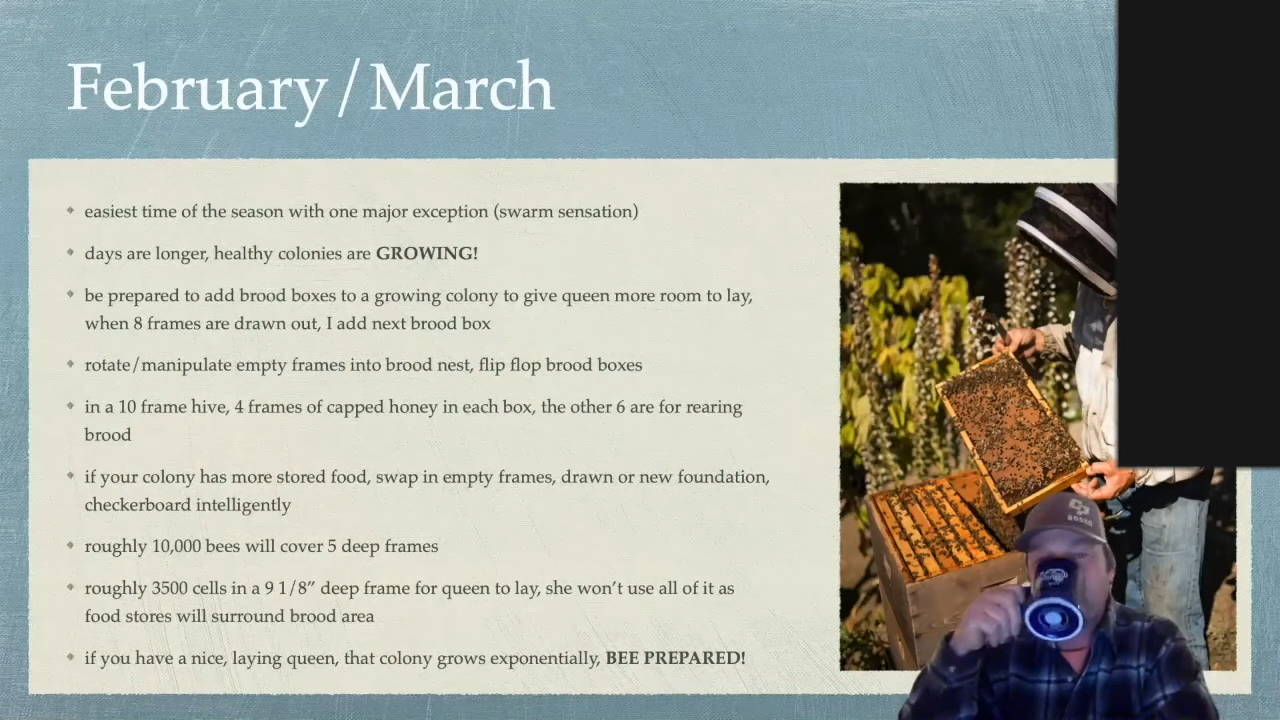 February / March
easiest time of the season with one major exception (swarm sensation)
days are longer, healthy colonies are GROWING!
be prepared to add brood boxes to a growing colony to give queen more room to lay,
when 8 frames are drawn out, I add next brood box
rotate/manipulate empty frames into brood nest, flip flop brood boxes
in a 10 frame hive, 4 frames of capped honey in each box, the other 6 are for rearing
brood
if your colony has more stored food, swap in empty frames, drawn or new foundation,
checkerboard intelligently
roughly 10,000 bees will cover 5 deep frames
roughly 3500 cells in a 9 1/8” deep frame for queen to lay, she won’t use all of it as
food stores will surround brood area
if you have a nice, laying queen, that colony grows exponentially, BEE PREPARED!